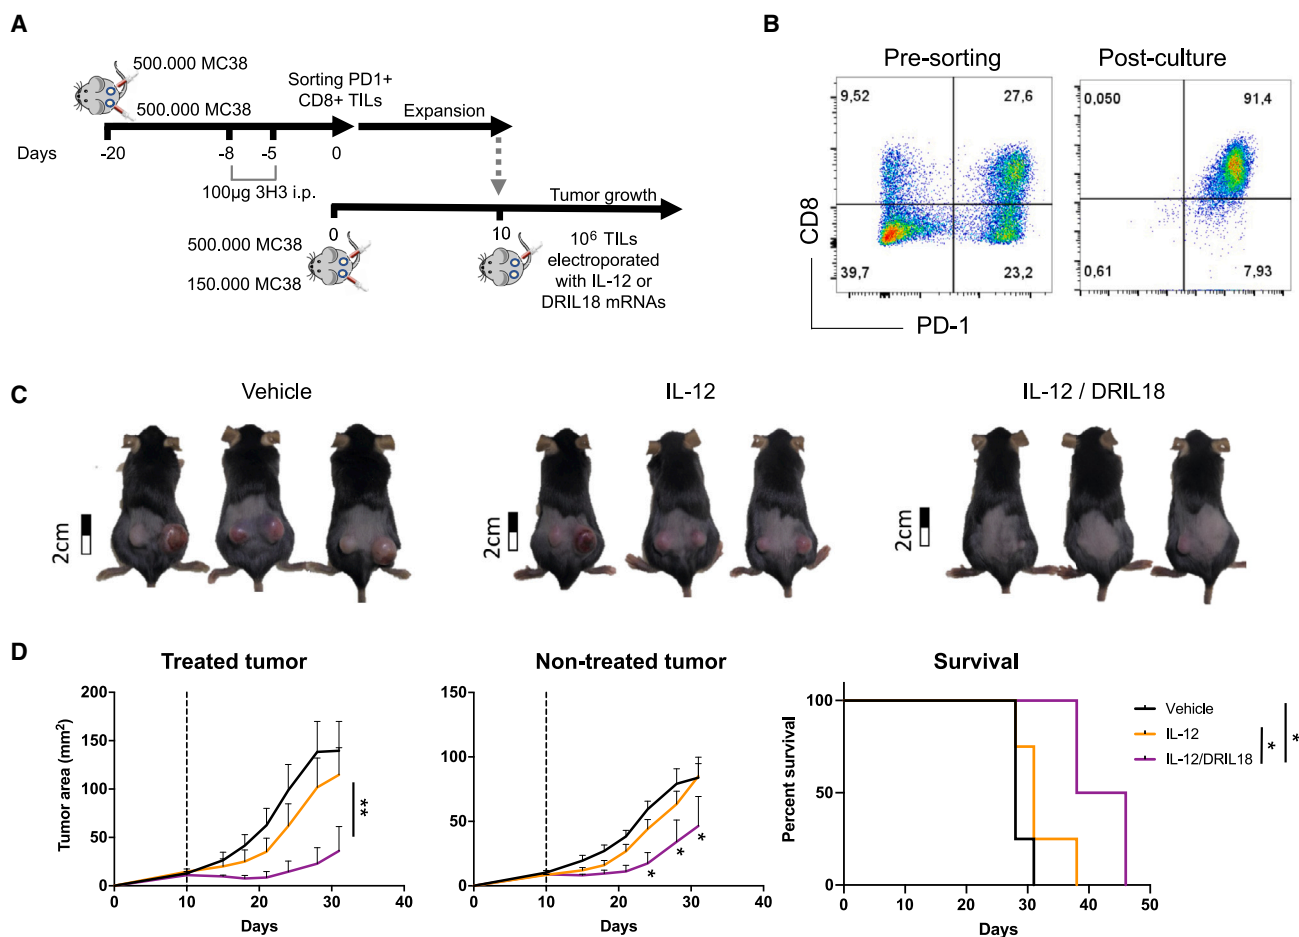 A
500.000 MC38
500.000 MC38
Sorting PD1+
CD8+ TILs
Expansion
Days
-20
-8
-5
0
100µg 3H3 i.p.
0
10
Tumor growth
500.000 MC38
150.000 MC38
10⁶ TILs
electroporated
with IL-12 or
DRIL18 mRNAs
B
Pre-sorting
Post-culture
9,52
27,6
39,7
23,2
0,050
91,4
0,61
7,93
CD8
PD-1
C
Vehicle
IL-12
IL-12 / DRIL18
2cm
2cm
2cm
D
Treated tumor
Tumor area (mm²)
200
150
100
50
0
0 10 20 30 40
Days
**
Non-treated tumor
150
100
50
0
0 10 20 30 40
Days
* * *
Survival
Percent survival
100
50
0
0 10 20 30 40 50
Days
Vehicle
IL-12
IL-12/DRIL18
* *